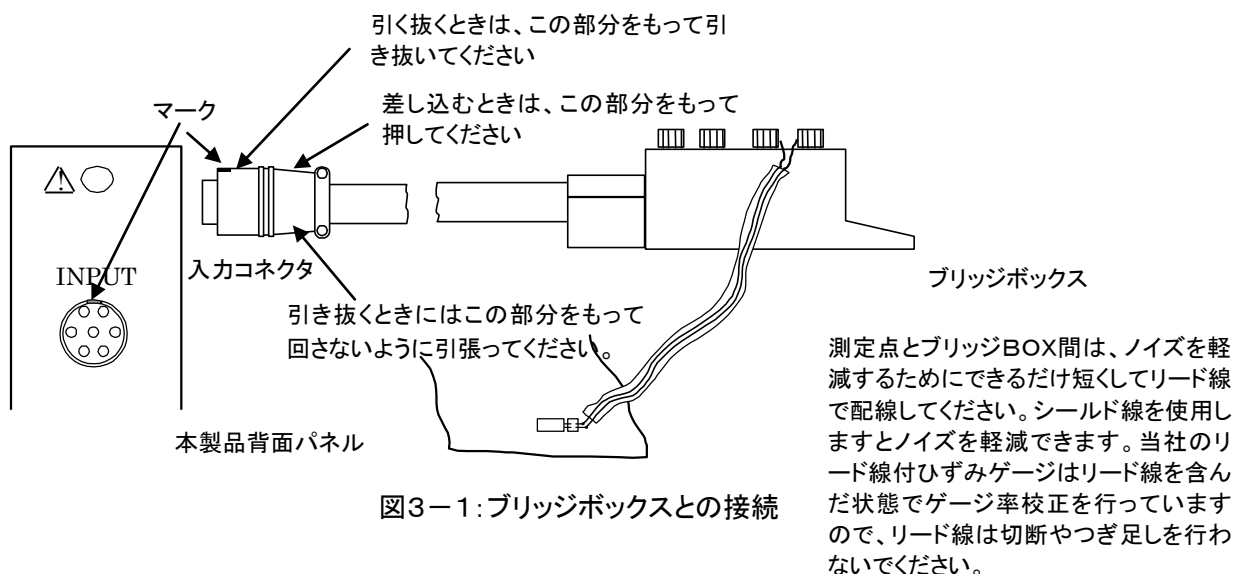 引く抜くときは、この部分をもって引
き抜いてください
マーク
差し込むときは、この部分をもって
押してください
INPUT
入力コネクタ
ブリッジボックス
引き抜くときにはこの部分をもって
回さないように引張ってください。
測定点とブリッジBOX間は、ノイズを軽
減するためにできるだけ短くしてリード線
で配線してください。シールド線を使用し
ますとノイズを軽減できます。当社のリ
ード線付ひずみゲージはリード線を含ん
だ状態でゲージ率校正を行っています
ので、リード線は切断やつぎ足しを行わ
ないでください。
本製品背面パネル
図3-1:ブリッジボックスとの接続